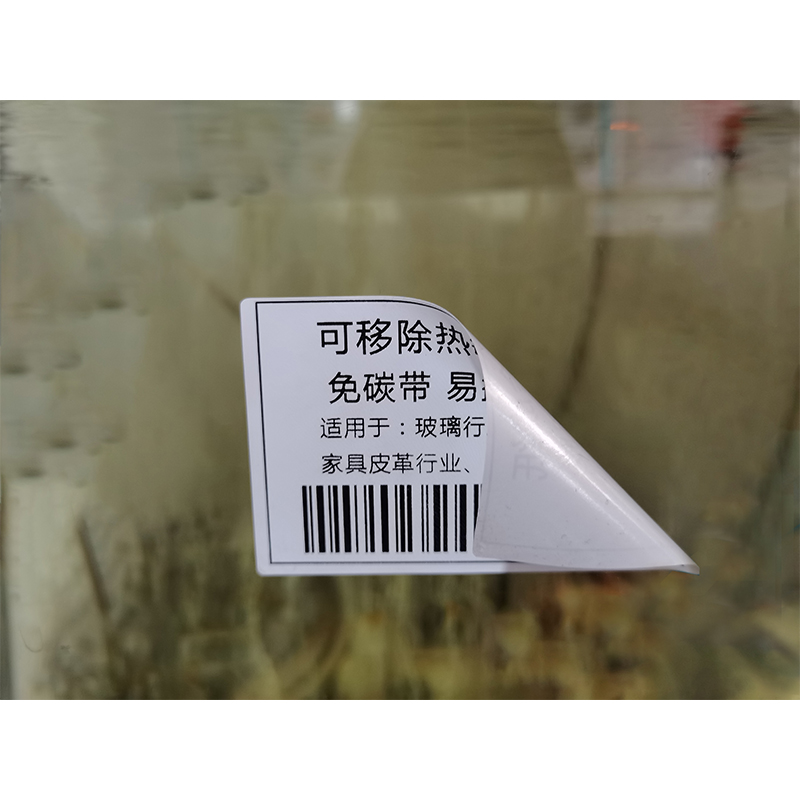 可移除热
免碳带 易
适用于：玻璃行
家具皮革行业、